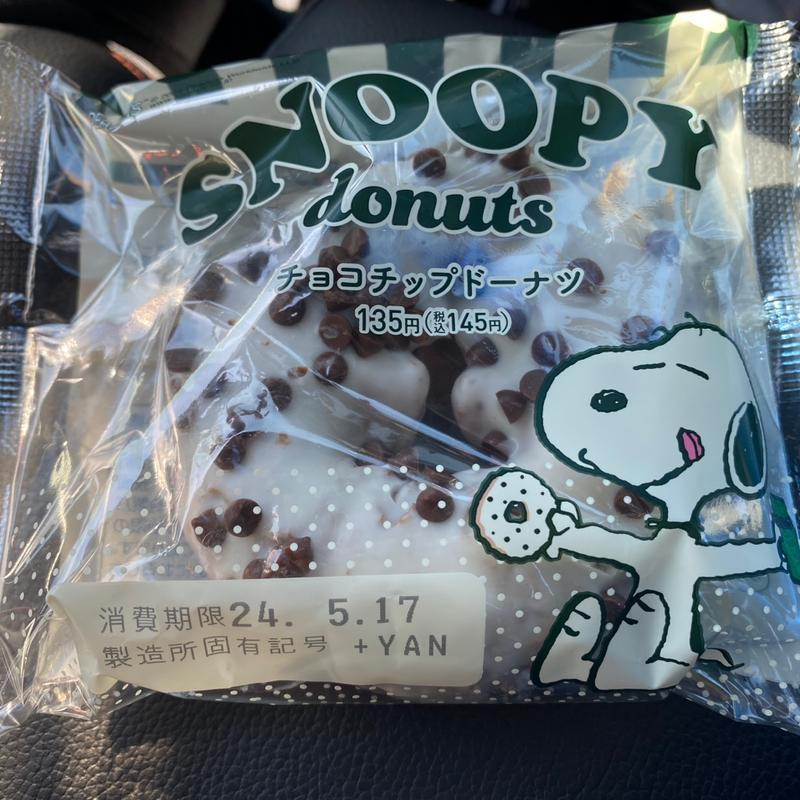 SNOOPY
donuts
チョコチップドーナツ
135円(税込145円)
消費期限24. 5.17
製造所固有記号 +YAN